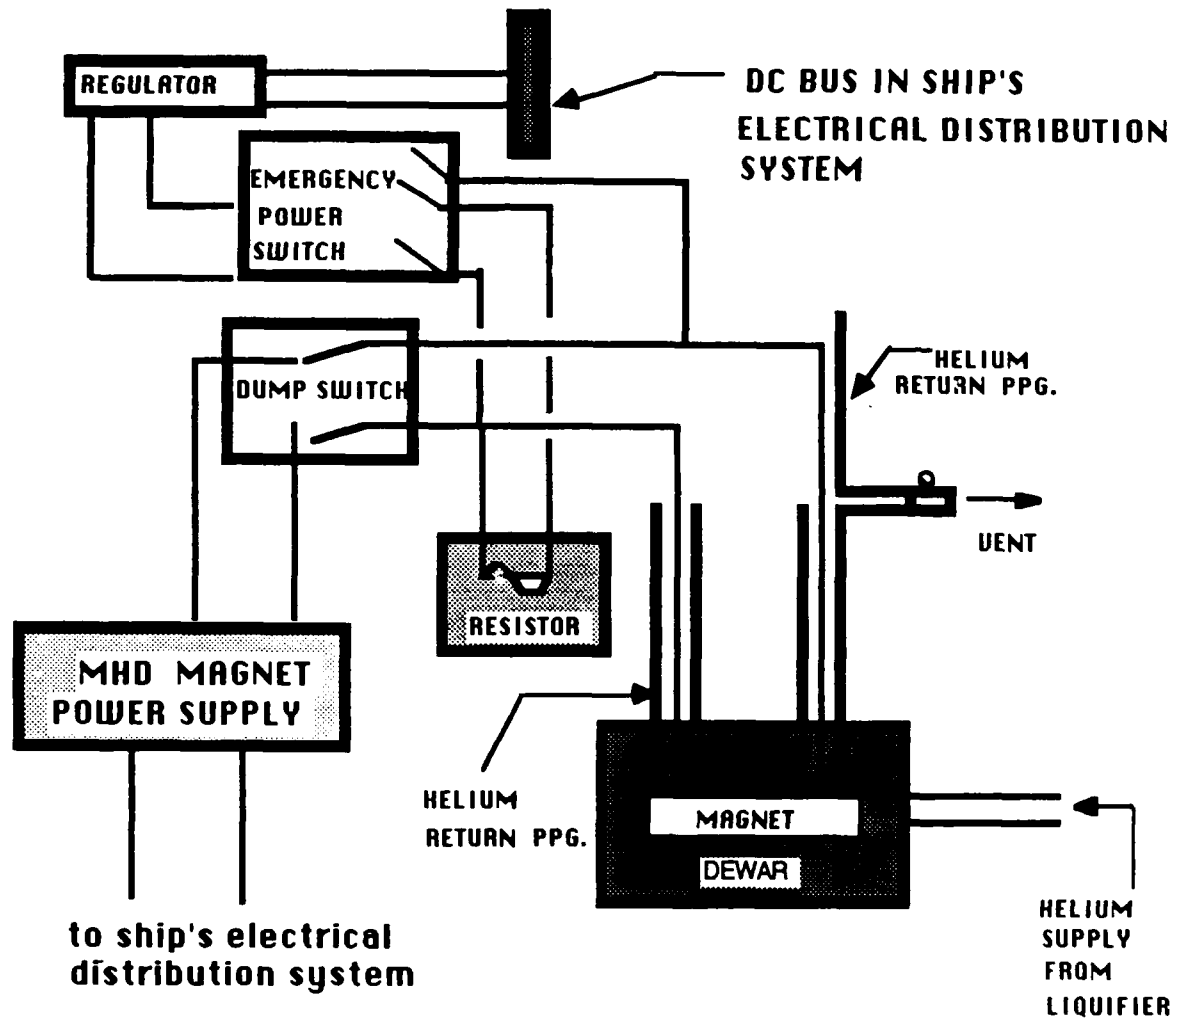 REGULATOR
DC BUS IN SHIP'S
ELECTRICAL DISTRIBUTION
SYSTEM
EMERGENCY
POWER
SWITCH
DUMP SWITCH
HELIUM
RETURN PPG.
VENT
RESISTOR
MHD MAGNET
POWER SUPPLY
HELIUM
RETURN PPG.
MAGNET
DEWAR
to ship's electrical
distribution system
HELIUM
SUPPLY
FROM
LIQUIFIER